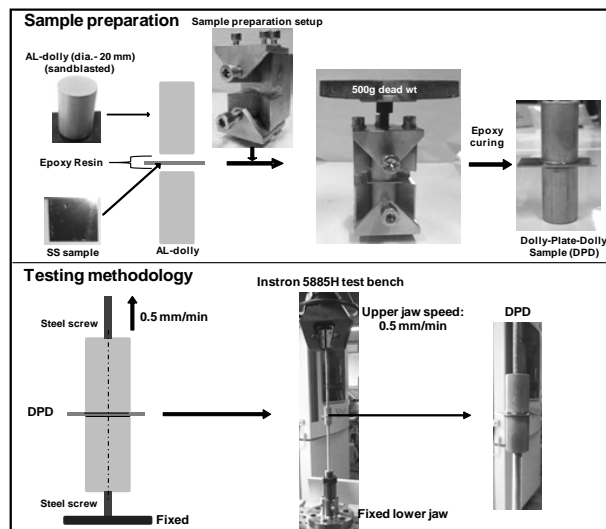 Sample preparation
Sample preparation setup
AL-dolly (dia.- 20 mm)
(sandblasted)
Epoxy Resin
SS sample
AL-dolly
500g dead wt
Epoxy
curing
Dolly-Plate-Dolly
Sample (DPD)
Testing methodology
Instron 5885H test bench
Steel screw
0.5 mm/min
Upper jaw speed:
0.5 mm/min
DPD
DPD
Steel screw
Fixed
Fixed lower jaw